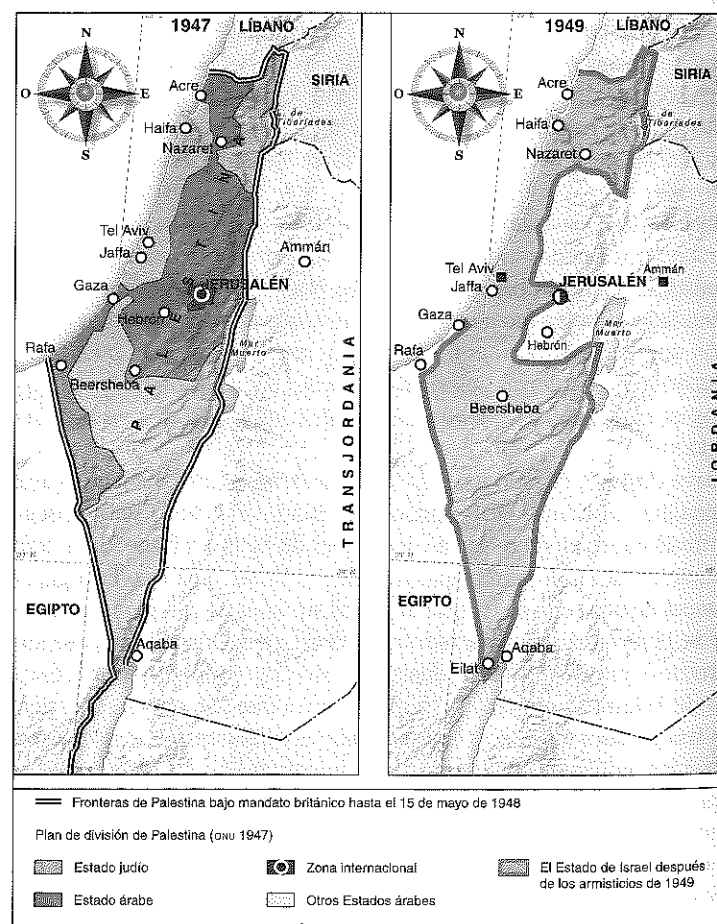 1947
LÍBANO
SIRIA
N
O
E
S
Acre
Haifa
Nazaret
de Tiberíades
Tel Aviv
Jaffa
Ammán
Gaza
JERUSALÉN
Hebrón
Mar Muerto
Rafa
Beersheba
PALESTINA
TRANSJORDANIA
EGIPTO
Aqaba
1949
LÍBANO
SIRIA
N
O
E
S
Acre
Haifa
Nazaret
de Tiberíades
Tel Aviv
Jaffa
JERUSALÉN
Ammán
Gaza
Hebrón
Mar Muerto
Rafa
Beersheba
JORDANIA
EGIPTO
Aqaba
Eilat
Fronteras de Palestina bajo mandato británico hasta el 15 de mayo de 1948
Plan de división de Palestina (ONU 1947)
Estado judío
Zona internacional
El Estado de Israel después
de los armisticios de 1949
Estado árabe
Otros Estados árabes